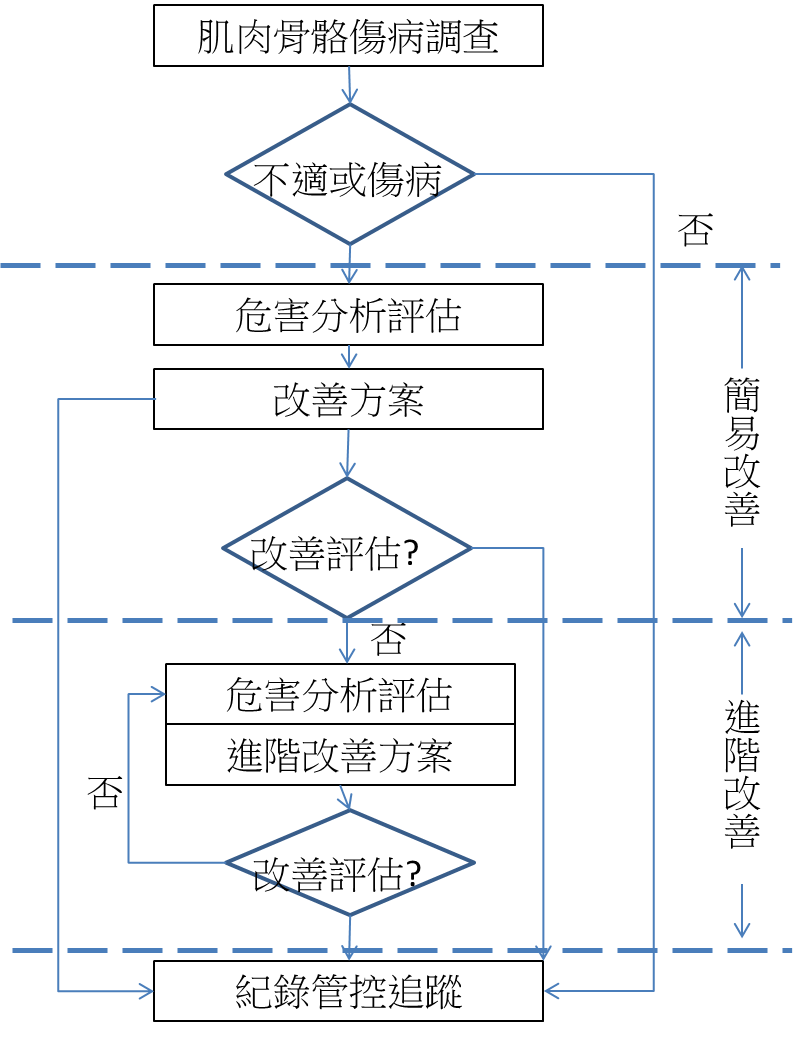 肌肉骨骼傷病調查
不適或傷病
否
危害分析評估
改善方案
簡易改善
改善評估?
否
危害分析評估
進階改善方案
進階改善
否
改善評估?
紀錄管控追蹤